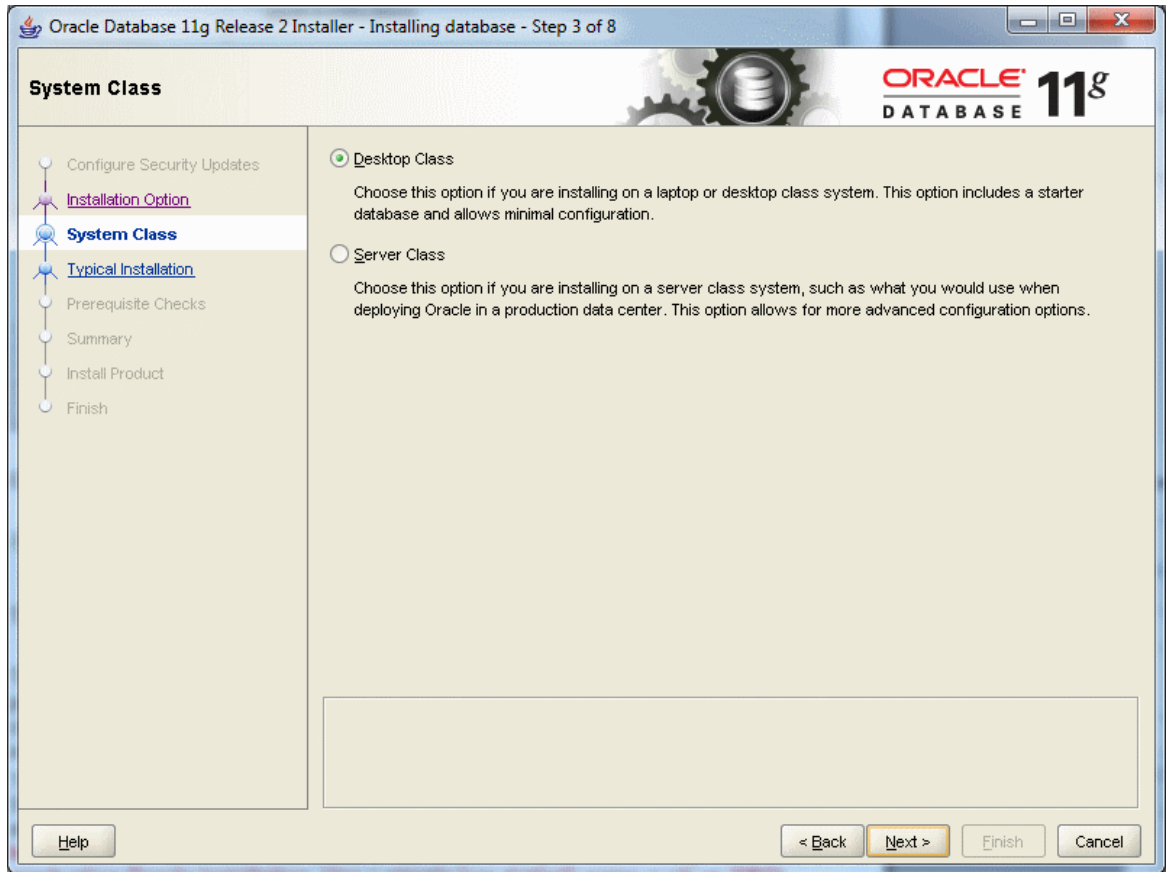 Oracle Database 11g Release 2 Installer - Installing database - Step 3 of 8
System Class
ORACLE
DATABASE
11g
Configure Security Updates
Installation Option
System Class
Typical Installation
Prerequisite Checks
Summary
Install Product
Finish
Desktop Class
Choose this option if you are installing on a laptop or desktop class system. This option includes a starter
database and allows minimal configuration.
Server Class
Choose this option if you are installing on a server class system, such as what you would use when
deploying Oracle in a production data center. This option allows for more advanced configuration options.
Help
< Back
Next >
Finish
Cancel